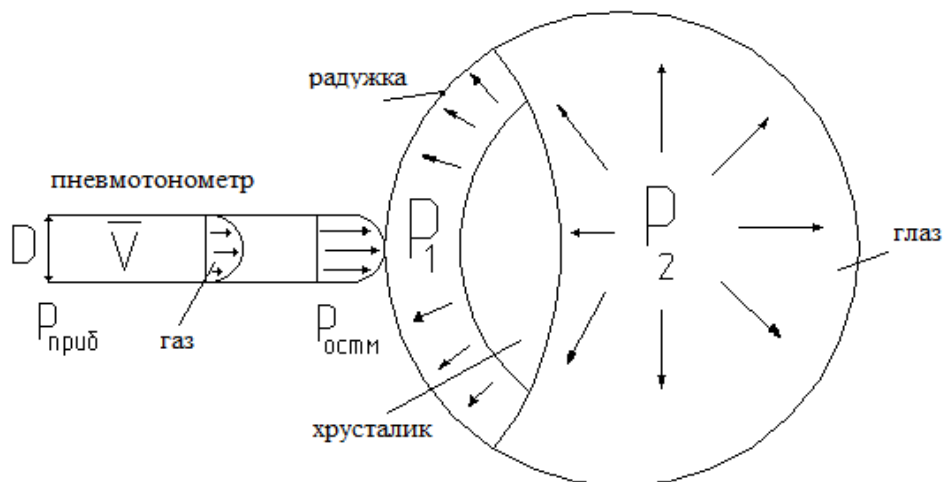 радужка
пневмотонометр
D
V
P1
P2
глаз
Pприб
газ
Pостм
хрусталик